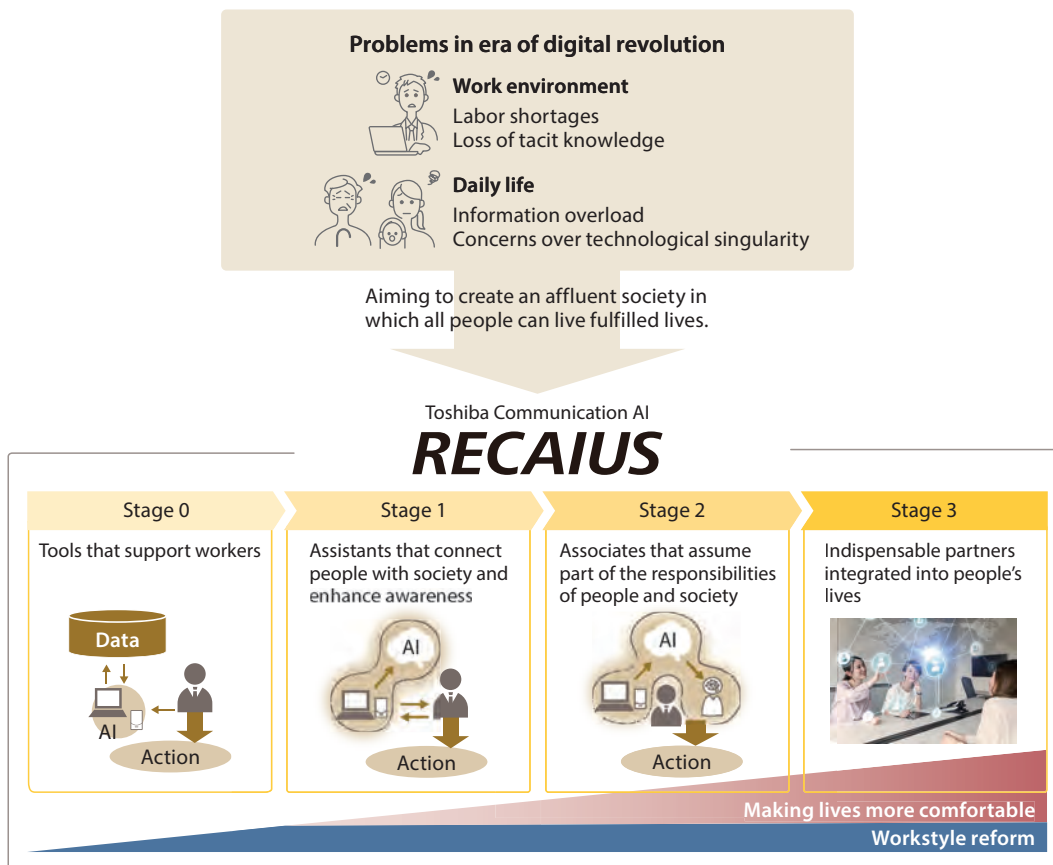 Problems in era of digital revolution
Work environment
Labor shortages
Loss of tacit knowledge
Daily life
Information overload
Concerns over technological singularity
Aiming to create an affluent society in
which all people can live fulfilled lives.
Toshiba Communication AI
RECAIUS
Stage 0
Tools that support workers
Data
AI
Action
Stage 1
Assistants that connect
people with society and
enhance awareness
AI
Action
Stage 2
Associates that assume
part of the responsibilities
of people and society
AI
Action
Stage 3
Indispensable partners
integrated into people’s
lives
Making lives more comfortable
Workstyle reform